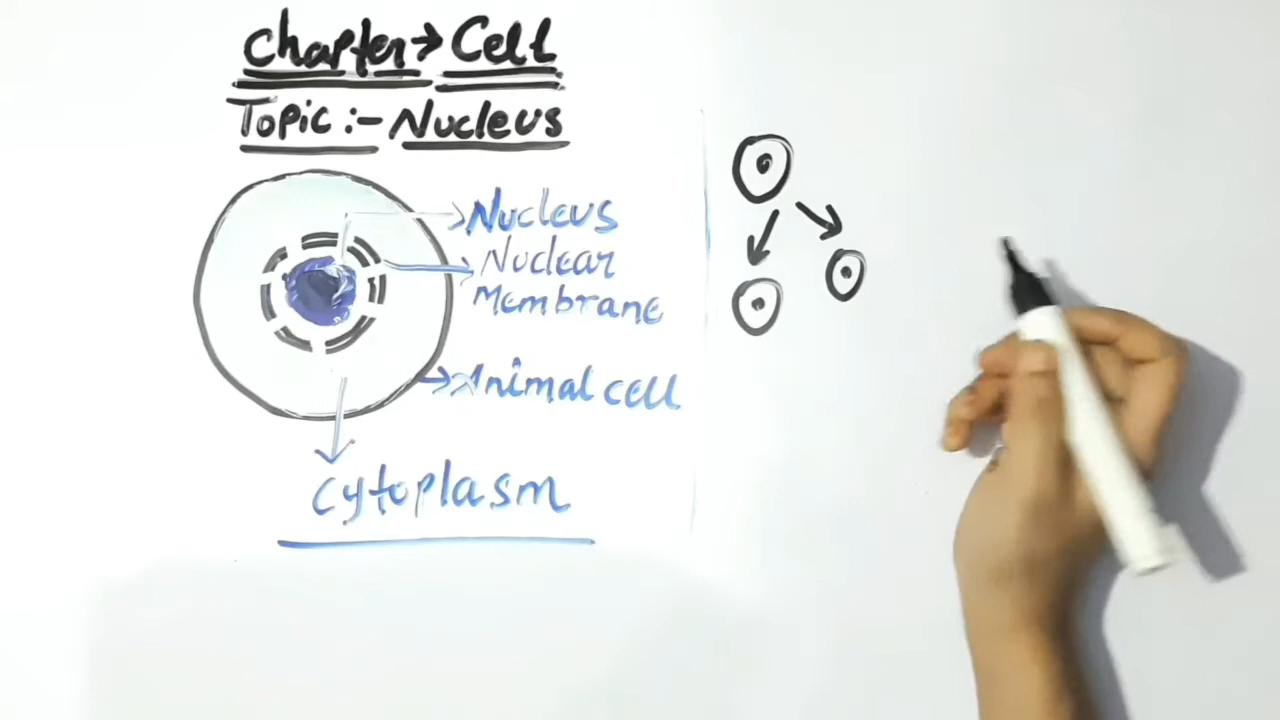 Chapter → Cell
Topic :- Nucleus
Nucleus
Nuclear
Membrane
Animal cell
Cytoplasm